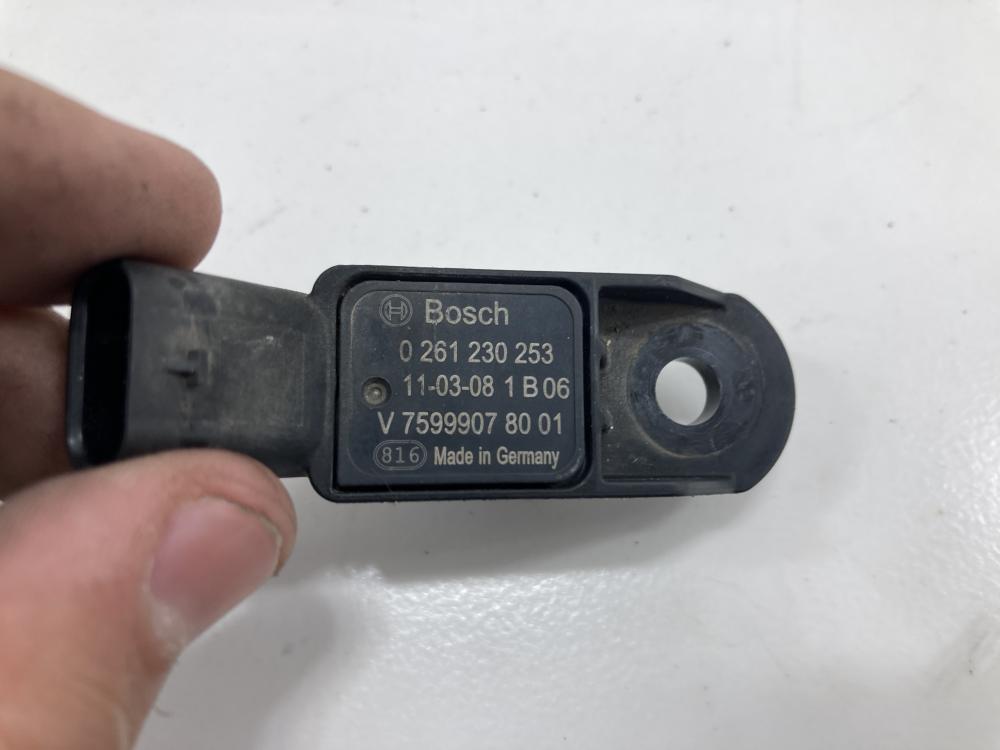 Bosch
0 261 230 253
11-03-08 1 B 06
V 7599907 80 01
816 Made in Germany